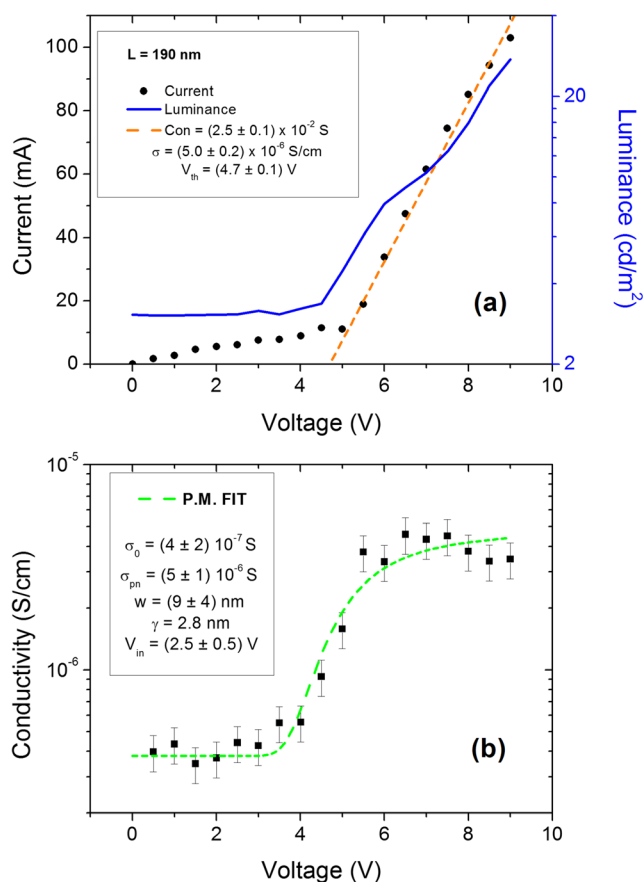 100
80
60
40
20
0
Current (mA)
L = 190 nm
Current
Luminance
Con = (2.5 ± 0.1) x 10⁻² S
σ = (5.0 ± 0.2) x 10⁻⁶ S/cm
V_th = (4.7 ± 0.1) V
(a)
20
2
Luminance (cd/m²)
0 2 4 6 8 10
Voltage (V)
10⁻⁵
10⁻⁶
Conductivity (S/cm)
P.M. FIT
σ₀ = (4 ± 2) 10⁻⁷ S
σ_pn = (5 ± 1) 10⁻⁶ S
w = (9 ± 4) nm
γ = 2.8 nm
V_in = (2.5 ± 0.5) V
(b)
0 2 4 6 8 10
Voltage (V)